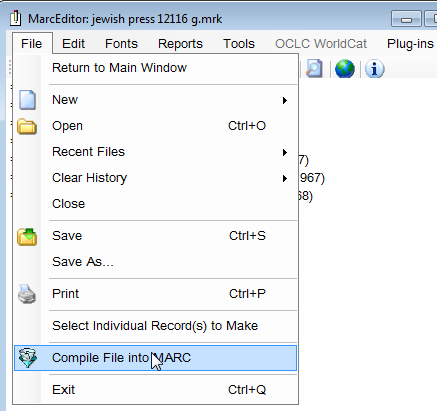 MarcEditor: jewish press 12116 g.mrk
File Edit Fonts Reports Tools OCLC WorldCat Plug-ins
Return to Main Window
New
Open Ctrl+O
Recent Files
7)
Clear History
967)
Close
68)
Save Ctrl+S
Save As...
Print Ctrl+P
Select Individual Record(s) to Make
Compile File into MARC
Exit Ctrl+Q